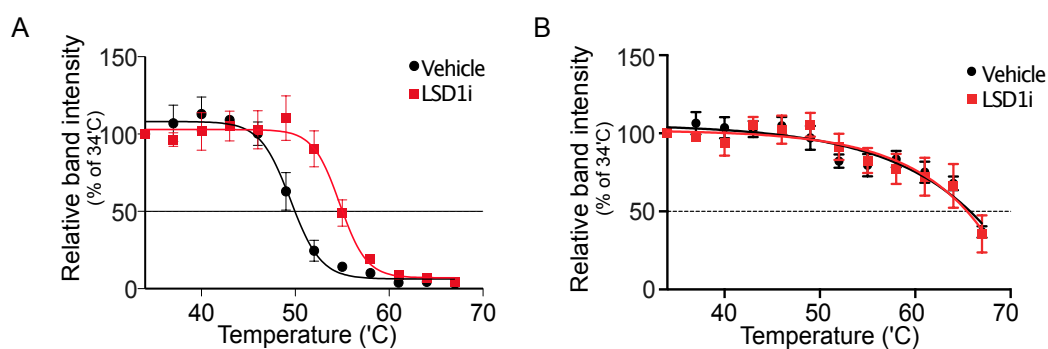 A
Relative band intensity
(% of 34'C)
150
100
50
0
40
50
60
70
Temperature ('C)
Vehicle
LSD1i
B
Relative band intensity
(% of 34'C)
150
100
50
0
40
50
60
70
Temperature ('C)
Vehicle
LSD1i